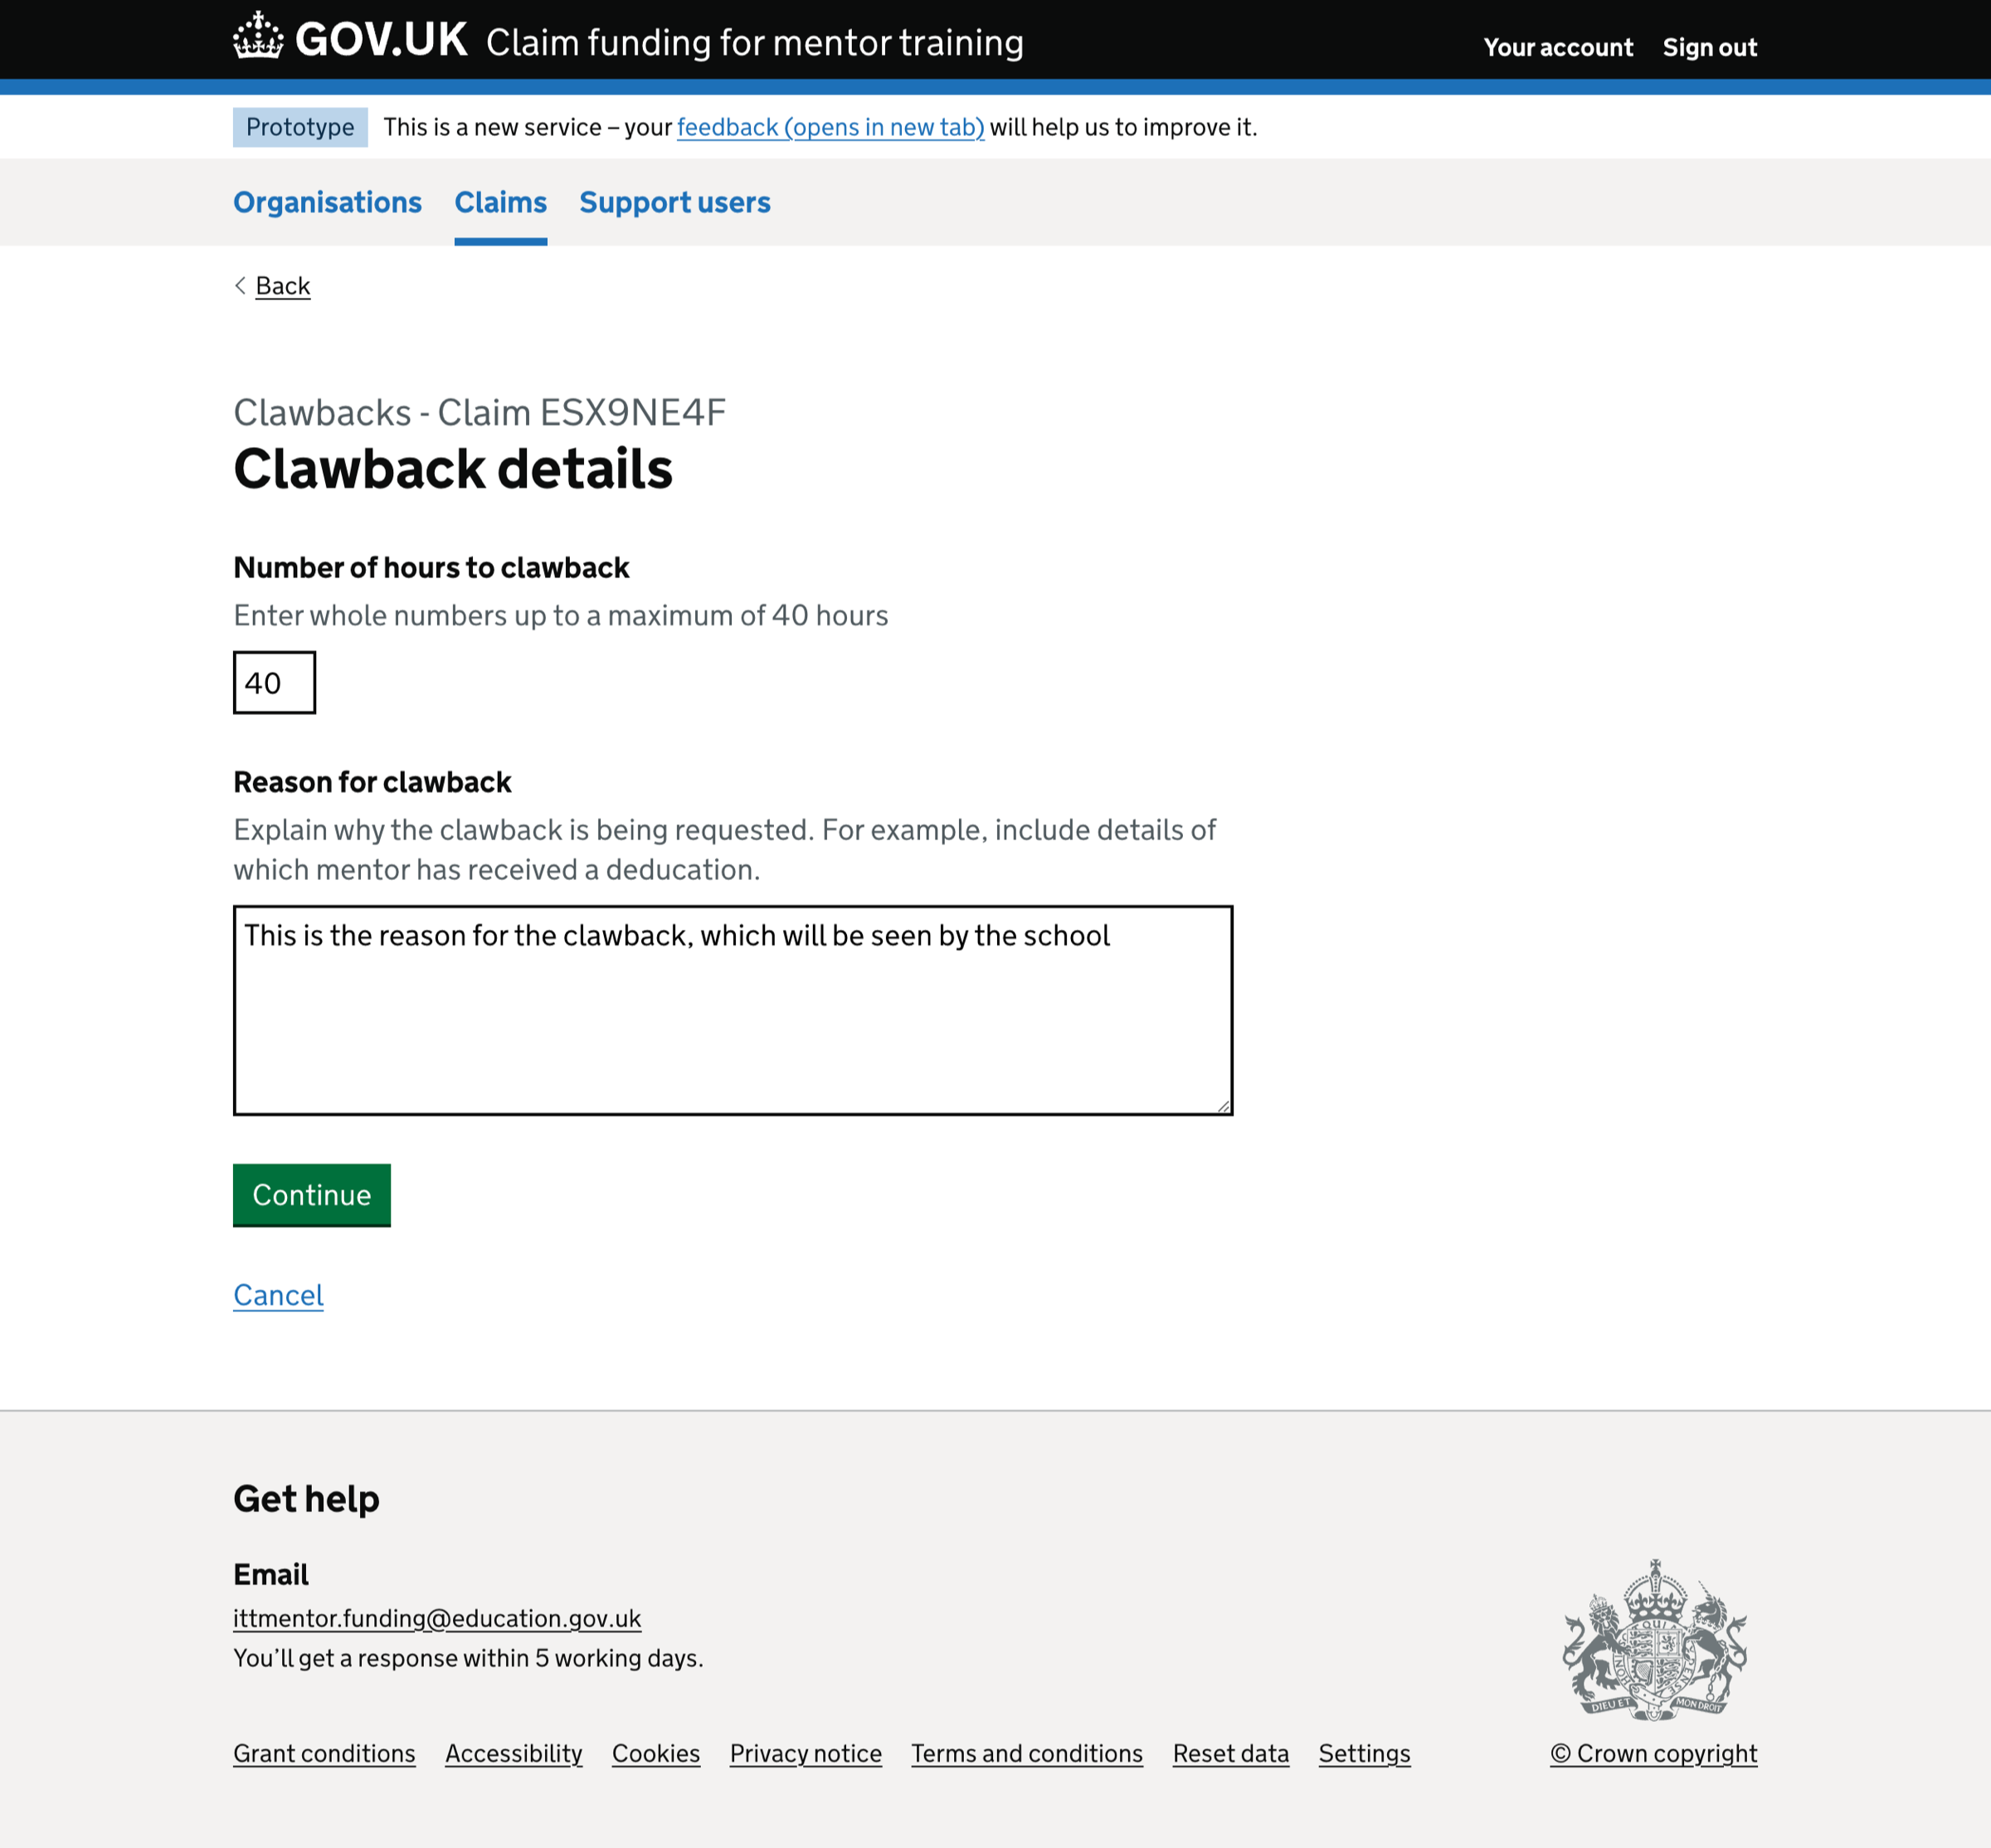 GOV.UK Claim funding for mentor training Your account Sign out
Prototype This is a new service – your feedback (opens in new tab) will help us to improve it.
Organisations Claims Support users
Back
Clawbacks - Claim ESX9NE4F
Clawback details
Number of hours to clawback
Enter whole numbers up to a maximum of 40 hours
40
Reason for clawback
Explain why the clawback is being requested. For example, include details of
which mentor has received a deducation.
This is the reason for the clawback, which will be seen by the school
Continue
Cancel
Get help
Email
ittmentor.funding@education.gov.uk
You’ll get a response within 5 working days.
DIEU ET MON DROIT
Grant conditions Accessibility Cookies Privacy notice Terms and conditions Reset data Settings © Crown copyright